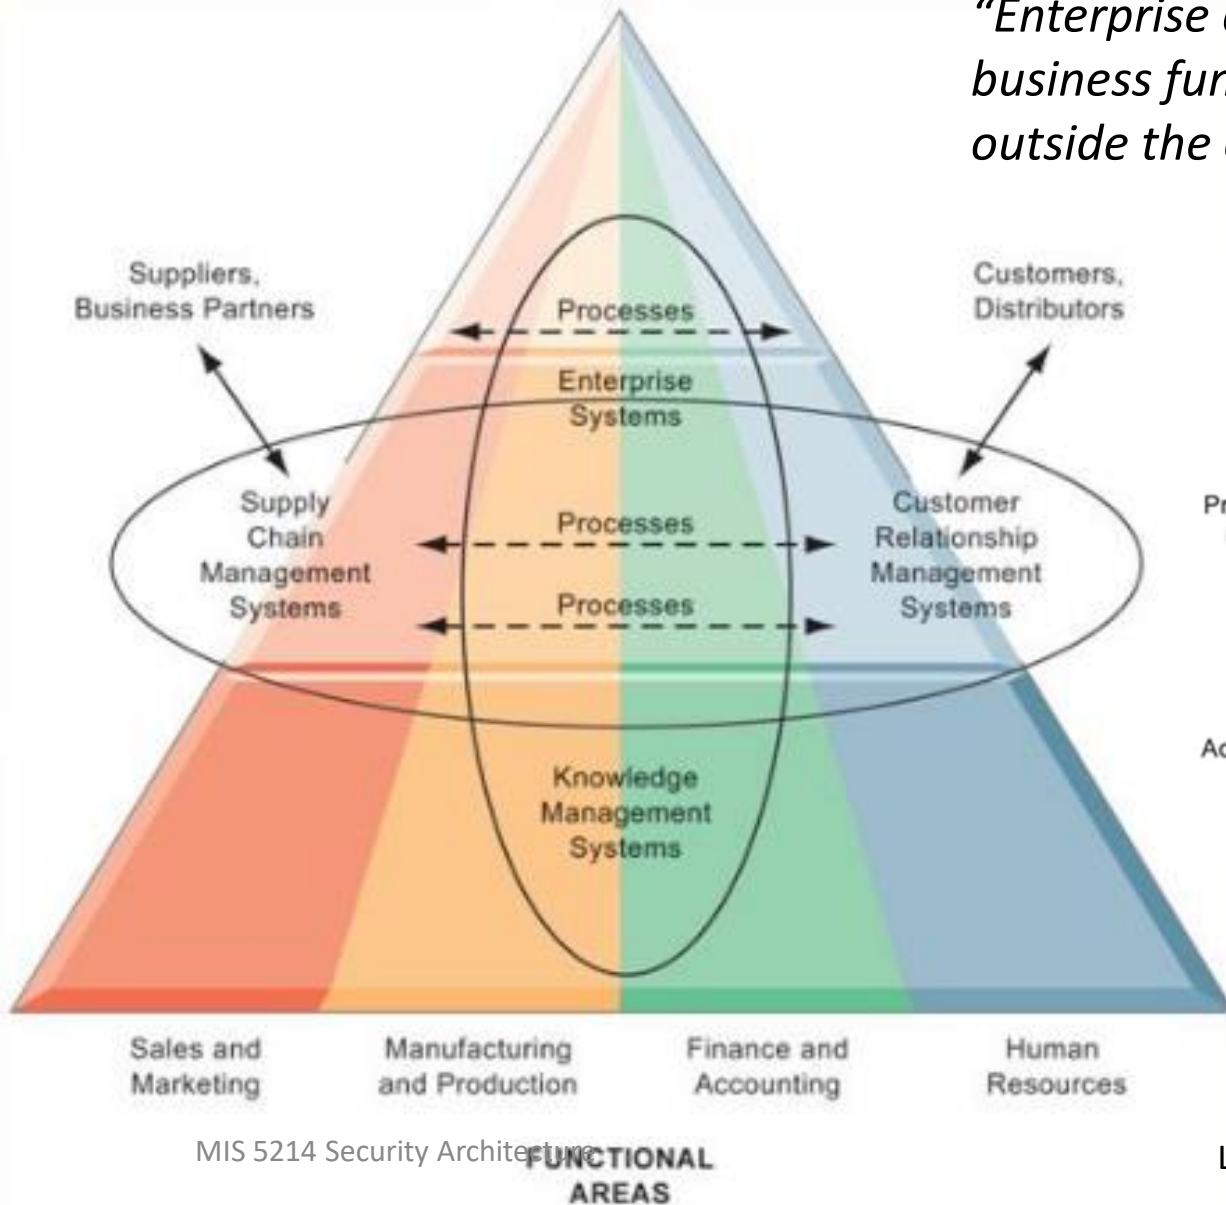 “Enterprise
business
outside the
Suppliers,
Business Partners
Customers,
Distributors
Processes
Enterprise
Systems
Supply
Chain
Management
Systems
Processes
Processes
Customer
Relationship
Management
Systems
Knowledge
Management
Systems
Sales and
Marketing
Manufacturing
and Production
Finance and
Accounting
Human
Resources
MIS 5214 Security Architecture
FUNCTIONAL
AREAS